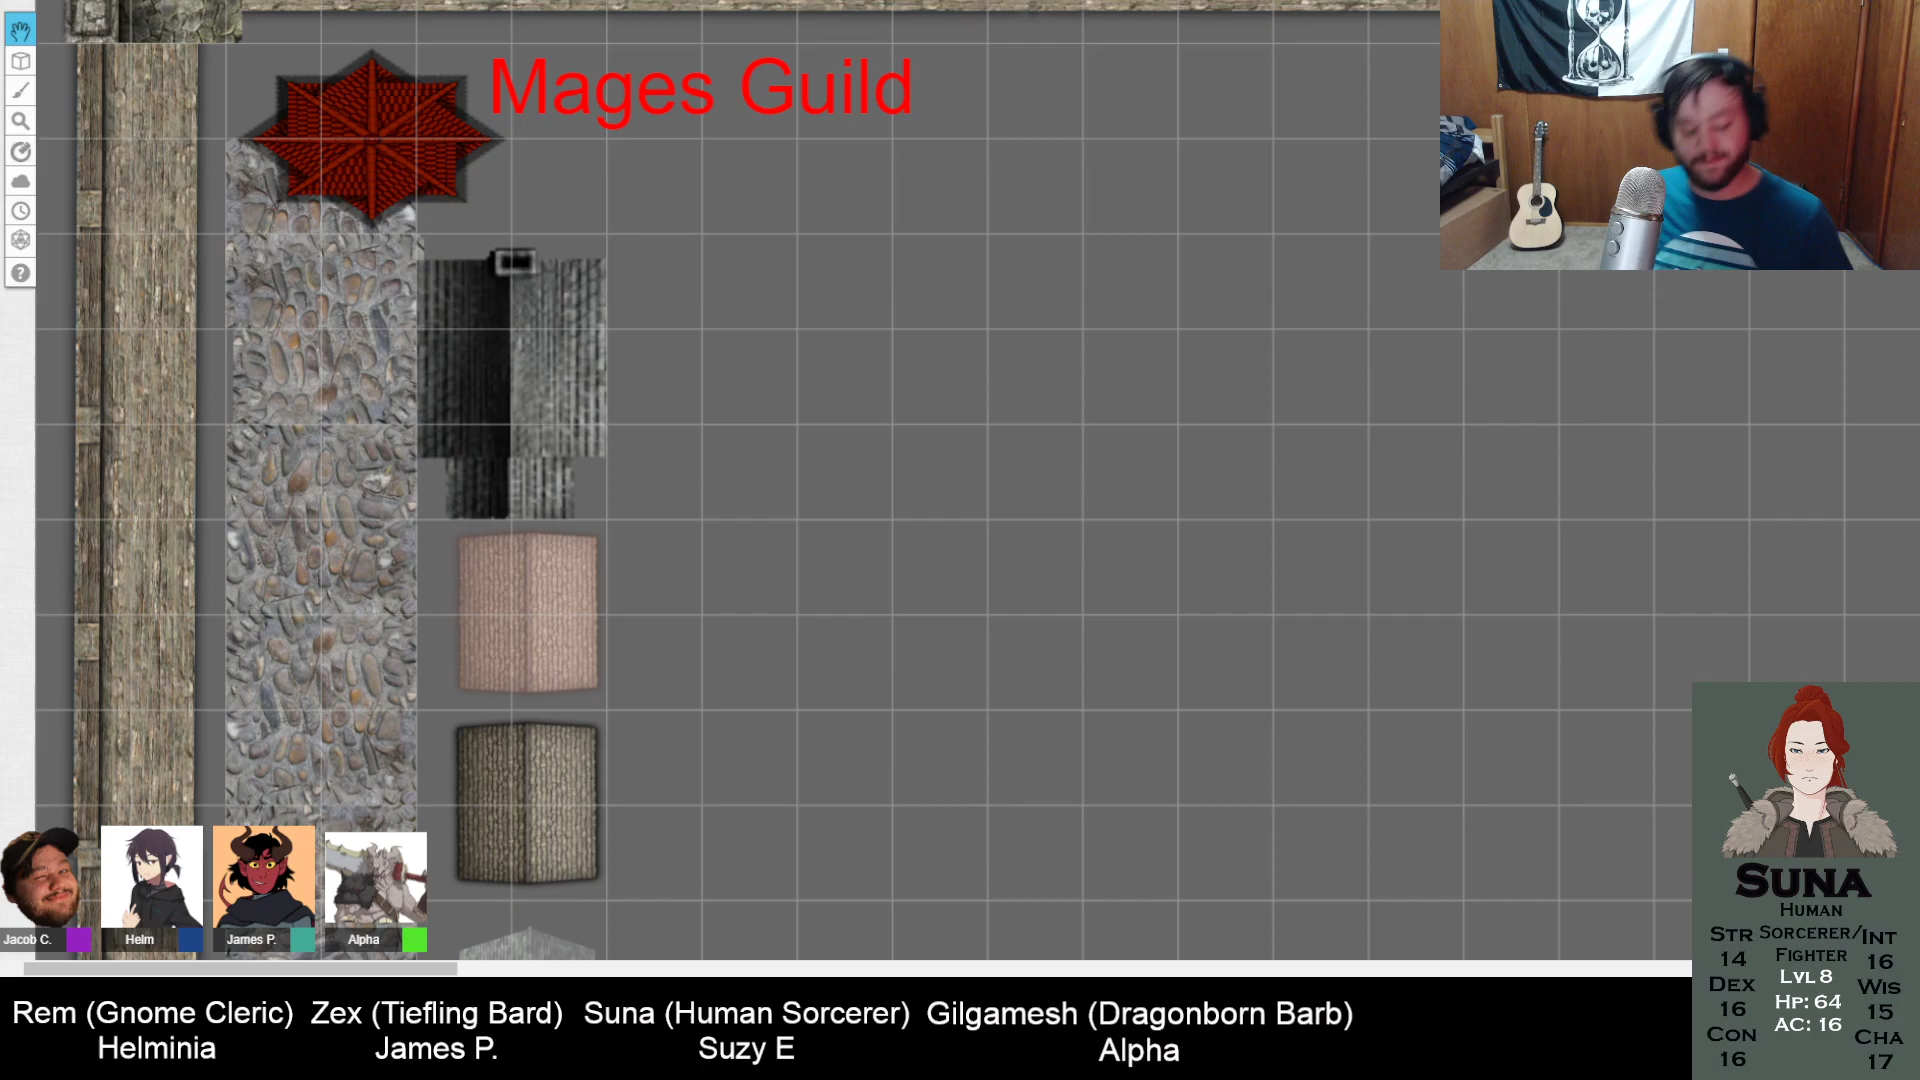 Mages Guild
?
Jacob C.
Helm
James P.
Alpha
Suna
Human
Sorcerer/
Fighter
Lvl 8
Hp: 64
AC: 16
Str
14
Dex
16
Con
16
Int
16
Wis
15
Cha
17
Rem (Gnome Cleric)
Helminia
Zex (Tiefling Bard)
James P.
Suna (Human Sorcerer)
Suzy E
Gilgamesh (Dragonborn Barb)
Alpha